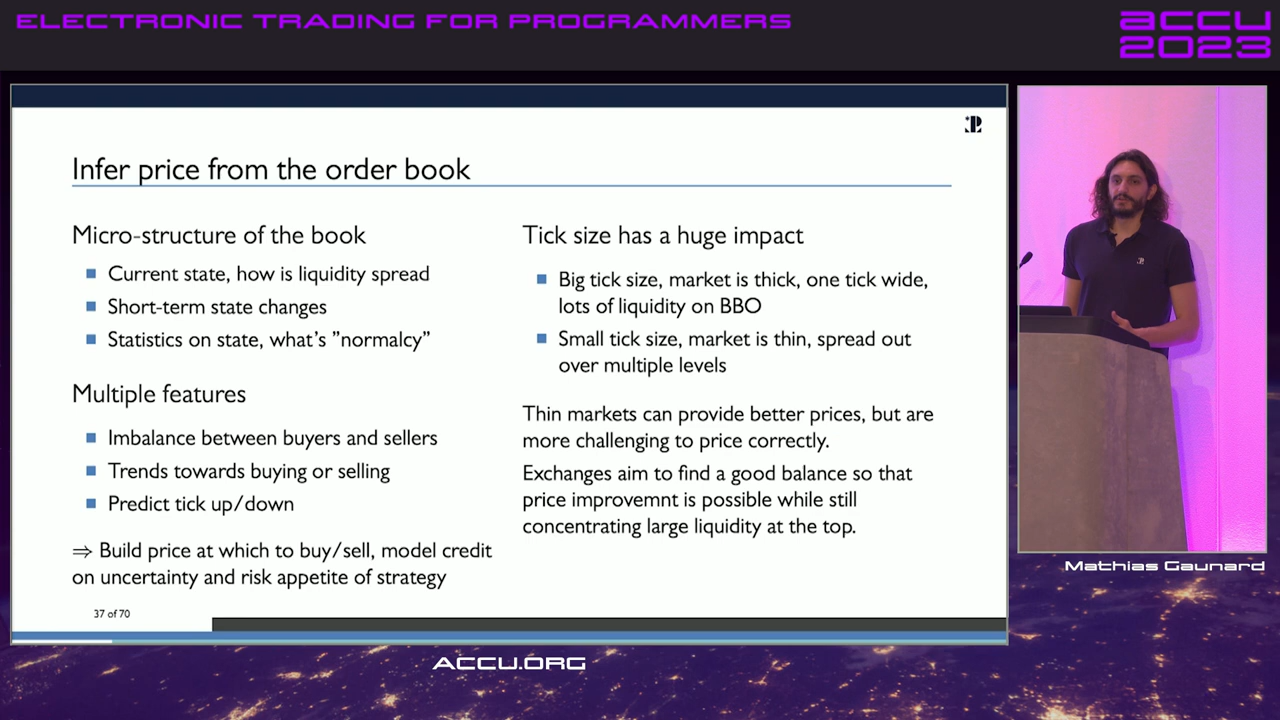 ELECTRONIC TRADING FOR PROGRAMMERS
accu
2023
Infer price from the order book
Micro-structure of the book
Current state, how is liquidity spread
Short-term state changes
Statistics on state, what's "normalcy"
Multiple features
Imbalance between buyers and sellers
Trends towards buying or selling
Predict tick up/down
⇒ Build price at which to buy/sell, model credit
on uncertainty and risk appetite of strategy
Tick size has a huge impact
Big tick size, market is thick, one tick wide,
lots of liquidity on BBO
Small tick size, market is thin, spread out
over multiple levels
Thin markets can provide better prices, but are
more challenging to price correctly.
Exchanges aim to find a good balance so that
price improvemnt is possible while still
concentrating large liquidity at the top.
37 of 70
Mathias Gaunard
ACCU.ORG